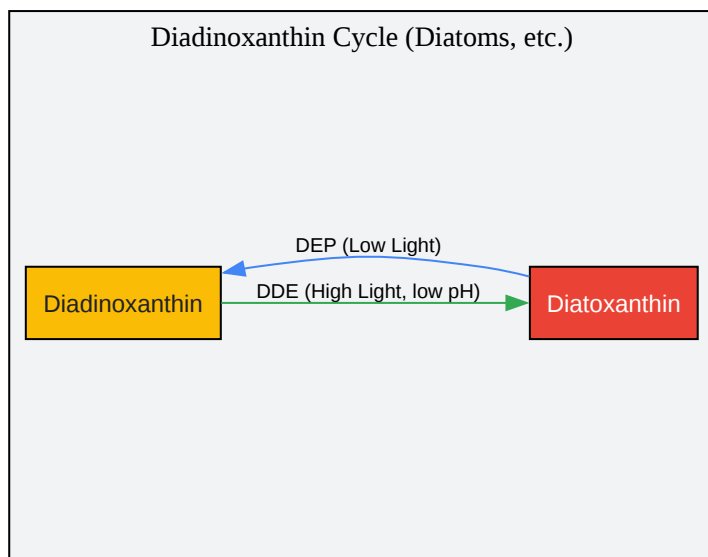 Diadinoxanthin Cycle (Diatoms, etc.)
DEP (Low Light)
DDE (High Light, low pH)
Diadinoxanthin
Diatoxanthin